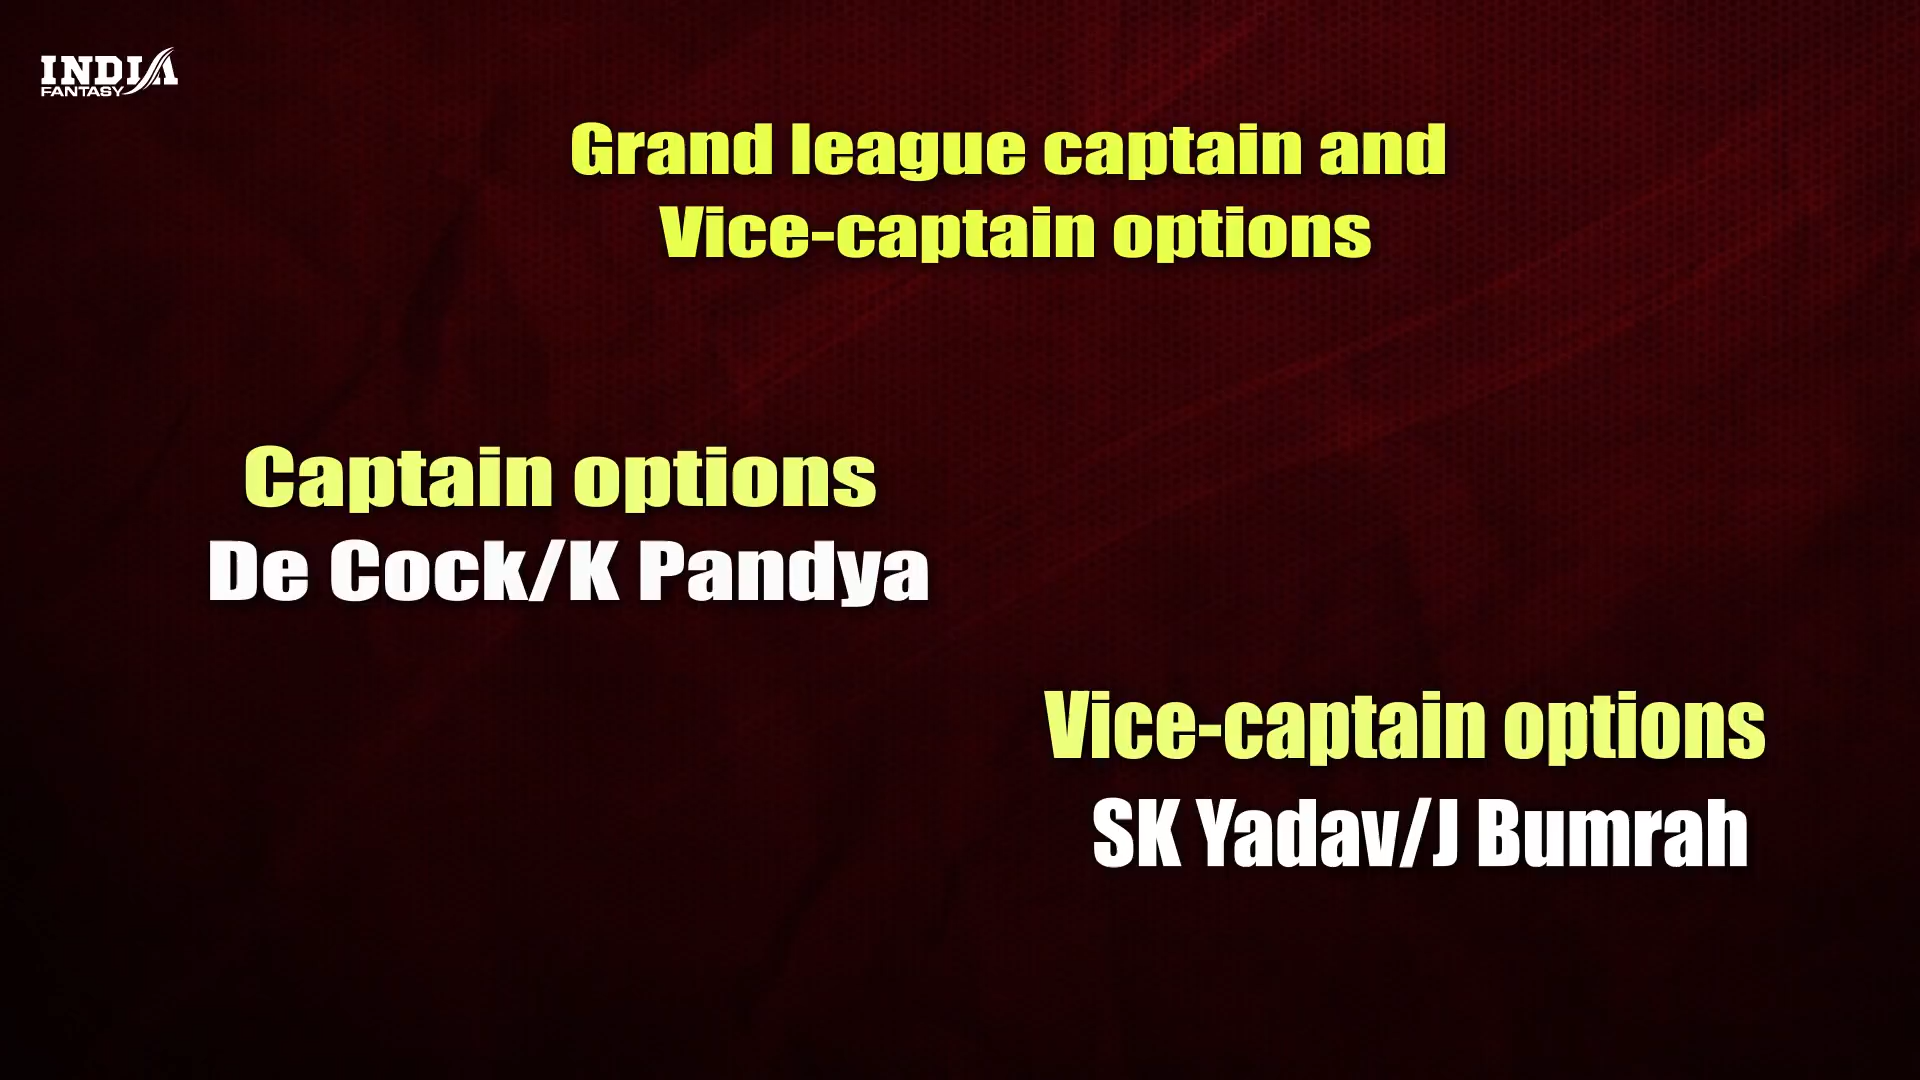 INDIA
FANTASY
Grand league captain and
Vice-captain options
Captain options
De Cock/K Pandya
Vice-captain options
SK Yadav/J Bumrah